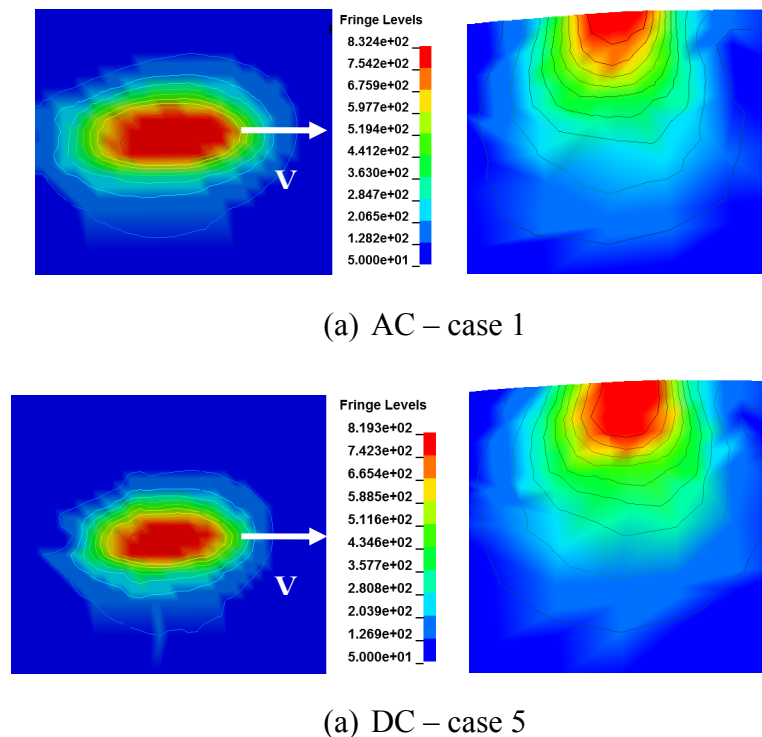 Fringe Levels
8.324e+02
7.542e+02
6.759e+02
5.977e+02
5.194e+02
4.412e+02
3.630e+02
2.847e+02
2.065e+02
1.282e+02
5.000e+01
V
(a) AC – case 1
Fringe Levels
8.193e+02
7.423e+02
6.654e+02
5.885e+02
5.116e+02
4.346e+02
3.577e+02
2.808e+02
2.039e+02
1.269e+02
5.000e+01
V
(a) DC – case 5